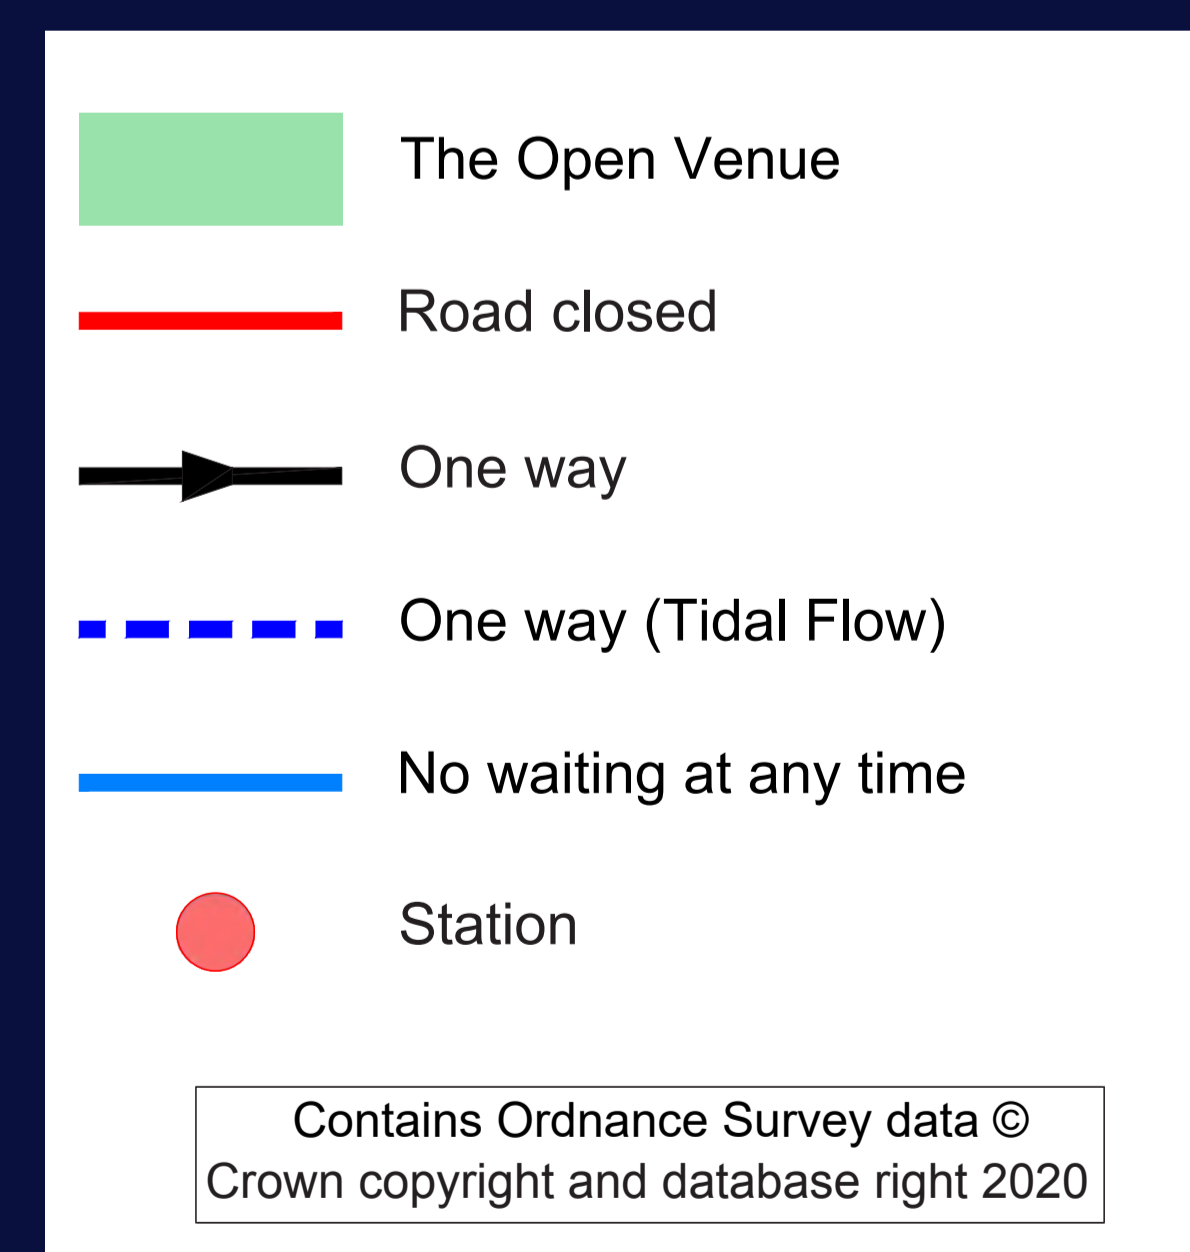 The Open Venue
Road closed
One way
One way (Tidal Flow)
No waiting at any time
Station
Contains Ordnance Survey data ©
Crown copyright and database right 2020